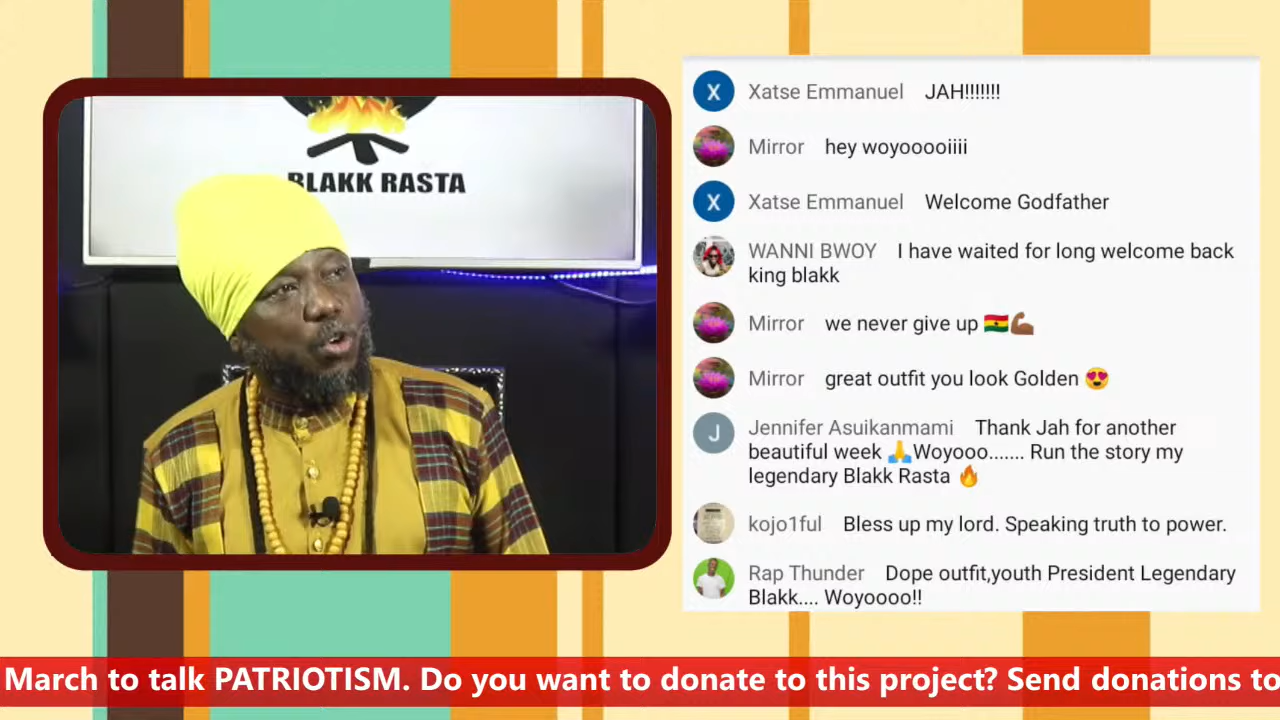 BLAKK RASTA
X Xatse Emmanuel JAH!!!!!!!
Mirror hey woyooooiiii
X Xatse Emmanuel Welcome Godfather
WANNI BWOY I have waited for long welcome back
king blakk
Mirror we never give up 🇬🇭💪🏾
Mirror great outfit you look Golden 😍
J Jennifer Asuikanmami Thank Jah for another
beautiful week 🙏Woyooo....... Run the story my
legendary Blakk Rasta 🔥
kojo1ful Bless up my lord. Speaking truth to power.
Rap Thunder Dope outfit,youth President Legendary
Blakk.... Woyoooo!!
March to talk PATRIOTISM. Do you want to donate to this project? Send donations to